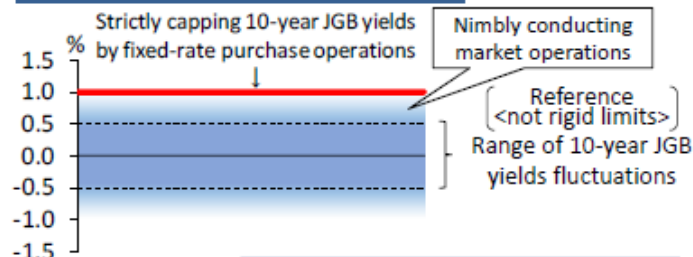 Strictly capping 10-year JGB yields
by fixed-rate purchase operations
↓
Nimbly conducting
market operations
%
1.5
1.0
0.5
0.0
-0.5
-1.0
-1.5
Reference
<not rigid limits>
Range of 10-year JGB
yields fluctuations